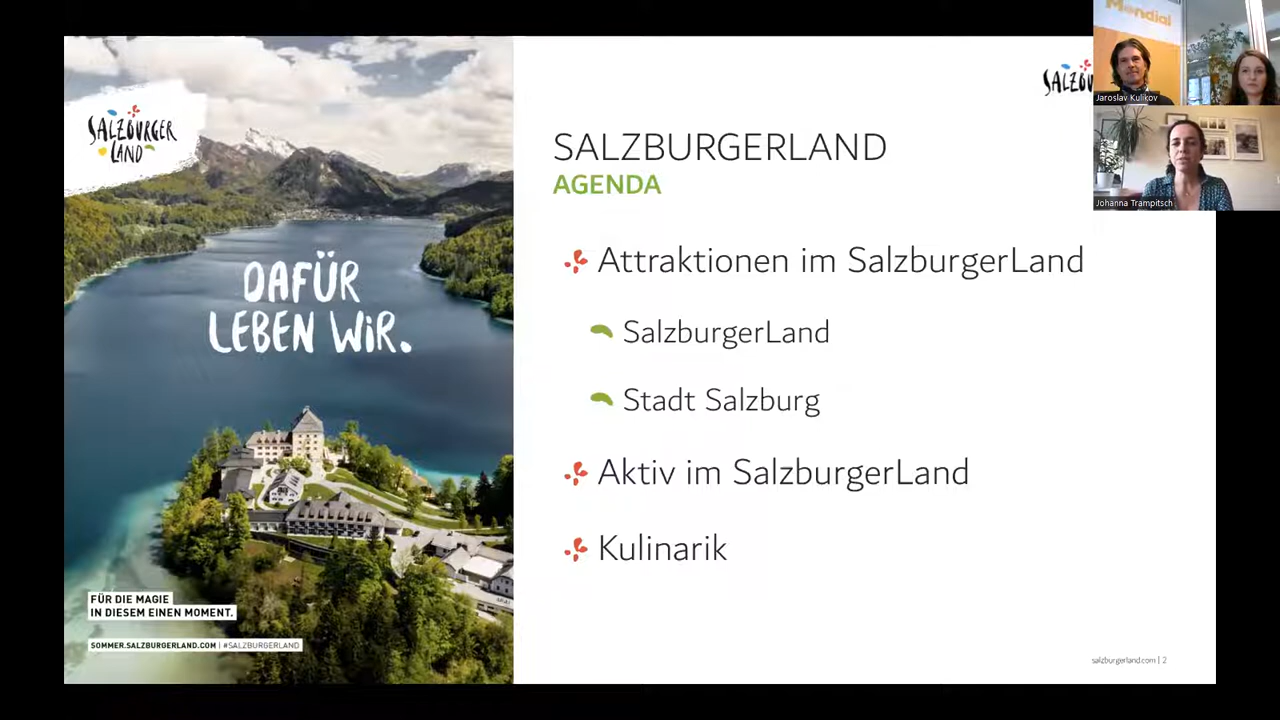 SALZBURGER
LAND
DAFÜR
LEBEN WIR.
FÜR DIE MAGIE
IN DIESEM EINEN MOMENT.
SOMMER.SALZBURGERLAND.COM | #SALZBURGERLAND
SALZBURGERLAND
AGENDA
Attraktionen im SalzburgerLand
SalzburgerLand
Stadt Salzburg
Aktiv im SalzburgerLand
Kulinarik
salzburgerland.com | 2
Mondial
Jaroslav Kulikov
Johanna Trampitsch